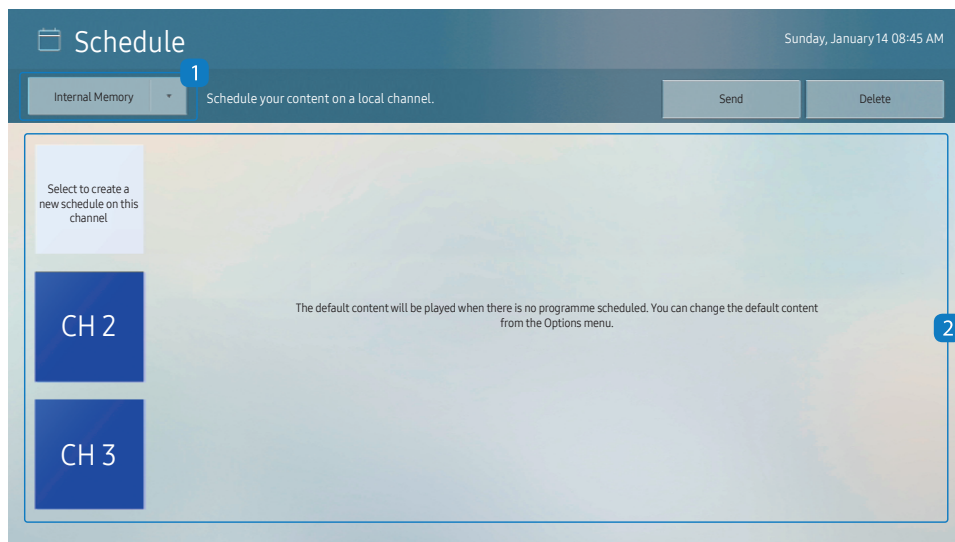 Schedule
Sunday, January 14 08:45 AM
1
Internal Memory
Schedule your content on a local channel.
Send
Delete
Select to create a
new schedule on this
channel
CH 2
The default content will be played when there is no programme scheduled. You can change the default content
from the Options menu.
2
CH 3